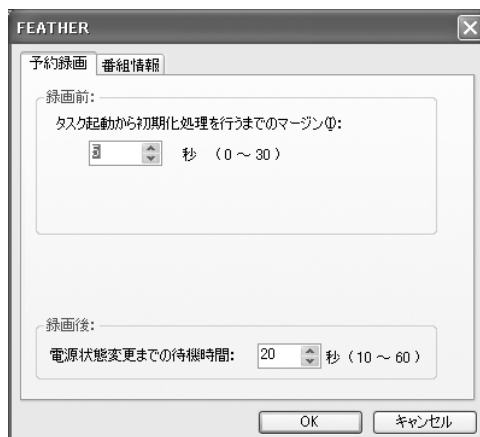 FEATHER
予約録画 番組情報
録画前:
タスク起動から初期化処理を行うまでのマージン(I):
秒 (0～30)
録画後:
電源状態変更までの待機時間: 20 秒 (10～60)
OK キャンセル